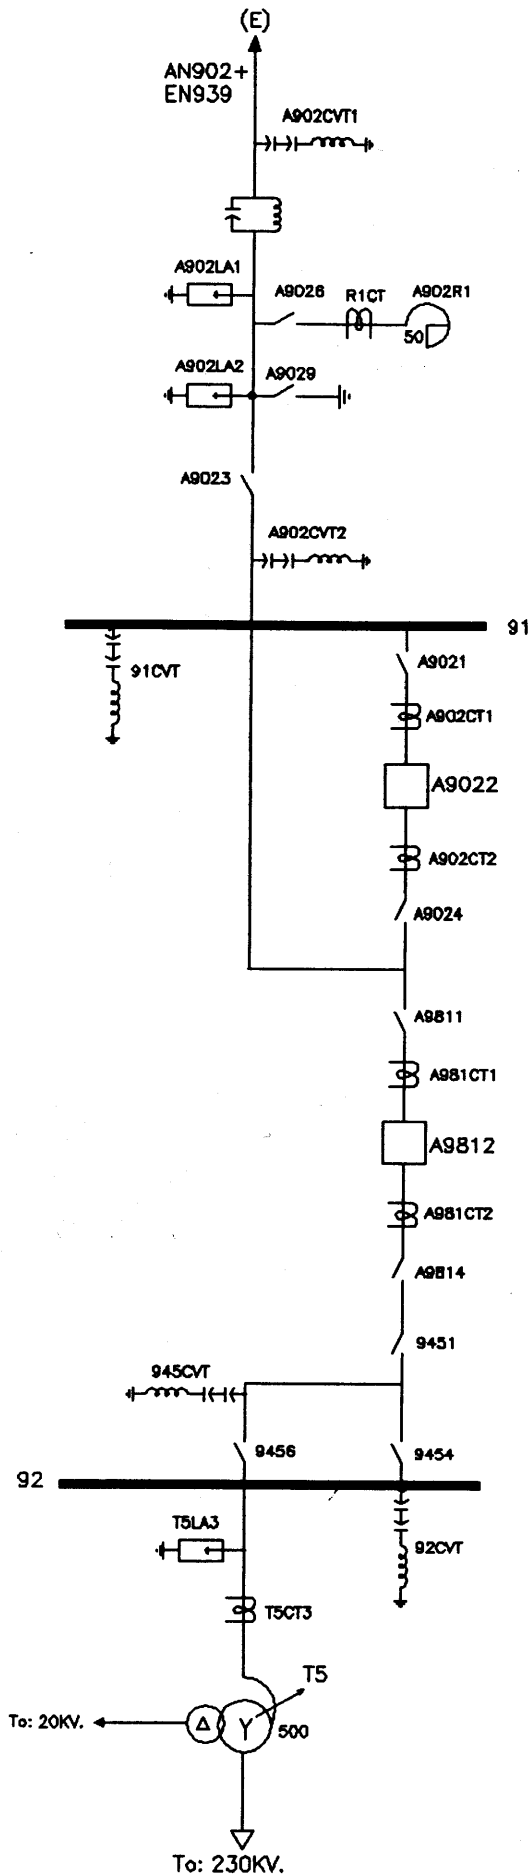 (E)
AN902+
EN939
A902CVT1
A902LA1
A9026
R1CT
A902R1
50
A902LA2
A9029
A9023
A902CVT2
91
91CVT
A9021
A902CT1
A9022
A902CT2
A9024
A9811
A981CT1
A9812
A981CT2
A9814
9451
945CVT
9456
9454
92
T5LA3
92CVT
T5CT3
T5
To: 20KV.
Δ
Y
500
To: 230KV.